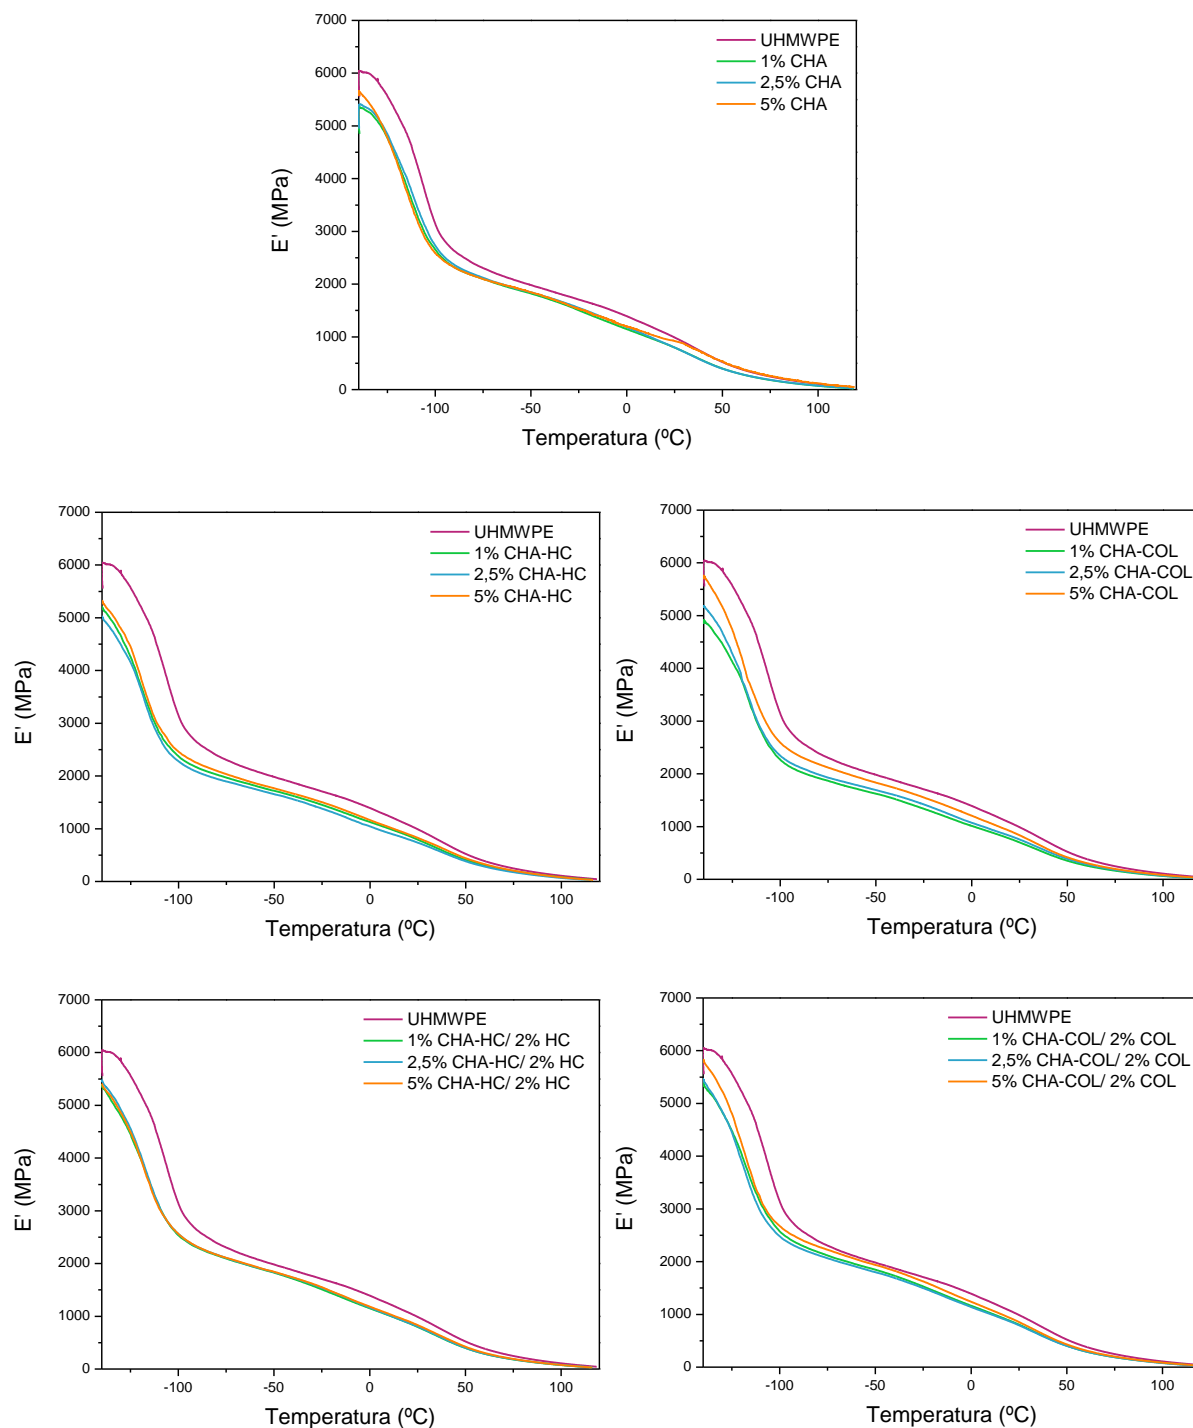 7000
6000
5000
4000
3000
2000
1000
0
E' (MPa)
UHMWPE
1% CHA
2,5% CHA
5% CHA
-100
-50
0
50
100
Temperatura (ºC)
7000
6000
5000
4000
3000
2000
1000
0
E' (MPa)
UHMWPE
1% CHA-HC
2,5% CHA-HC
5% CHA-HC
-100
-50
0
50
100
Temperatura (ºC)
7000
6000
5000
4000
3000
2000
1000
0
E' (MPa)
UHMWPE
1% CHA-COL
2,5% CHA-COL
5% CHA-COL
-100
-50
0
50
100
Temperatura (ºC)
7000
6000
5000
4000
3000
2000
1000
0
E' (MPa)
UHMWPE
1% CHA-HC/ 2% HC
2,5% CHA-HC/ 2% HC
5% CHA-HC/ 2% HC
-100
-50
0
50
100
Temperatura (ºC)
7000
6000
5000
4000
3000
2000
1000
0
E' (MPa)
UHMWPE
1% CHA-COL/ 2% COL
2,5% CHA-COL/ 2% COL
5% CHA-COL/ 2% COL
-100
-50
0
50
100
Temperatura (ºC)